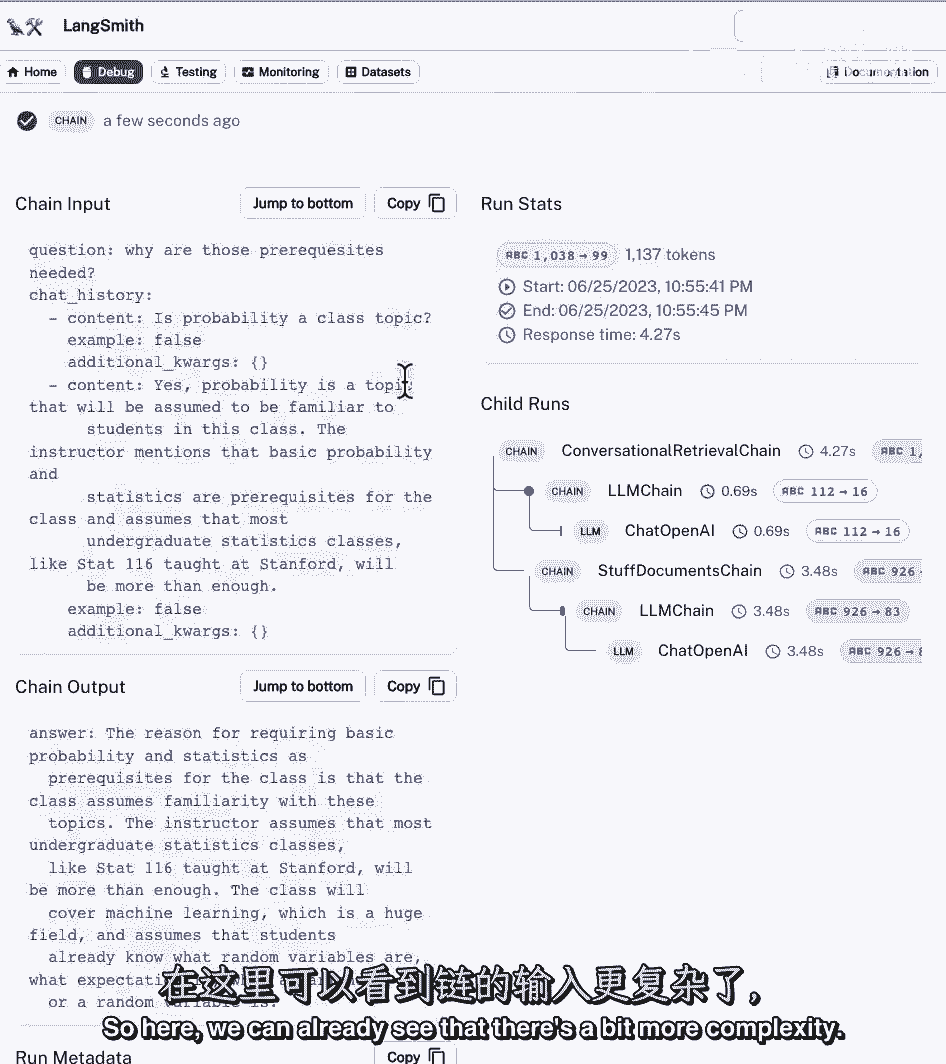 LangSmith
Home Debug Testing Monitoring Datasets Documentation
CHAIN a few seconds ago
Chain Input Jump to bottom Copy
question: why are those prerequesites
needed?
chat_history:
- content: Is probability a class topic?
example: false
additional_kwargs: {}
- content: Yes, probability is a topic
that will be assumed to be familiar to
students in this class. The
instructor mentions that basic probability
and
statistics are prerequisites for the
class and assumes that most
undergraduate statistics classes,
like Stat 116 taught at Stanford, will
be more than enough.
example: false
additional_kwargs: {}
Chain Output Jump to bottom Copy
answer: The reason for requiring basic
probability and statistics as
prerequisites for the class is that the
class assumes familiarity with these
topics. The instructor assumes that most
undergraduate statistics classes,
like Stat 116 taught at Stanford, will
be more than enough. The class will
cover machine learning, which is a huge
field, and assumes that students
already know what random variables are,
what
or a random variable is.
Run Metadata Copy
Run Stats
ABC 1,038 → 99 1,137 tokens
Start: 06/25/2023, 10:55:41 PM
End: 06/25/2023, 10:55:45 PM
Response time: 4.27s
Child Runs
CHAIN ConversationalRetrievalChain 4.27s ABC 1,
CHAIN LLMChain 0.69s ABC 112 → 16
LLM ChatOpenAI 0.69s ABC 112 → 16
CHAIN StuffDocumentsChain 3.48s ABC 926
CHAIN LLMChain 3.48s ABC 926 → 83
LLM ChatOpenAI 3.48s ABC 926 → 8
在这里可以看到链的输入更复杂了，
So here, we can already see that there's a bit more complexity.